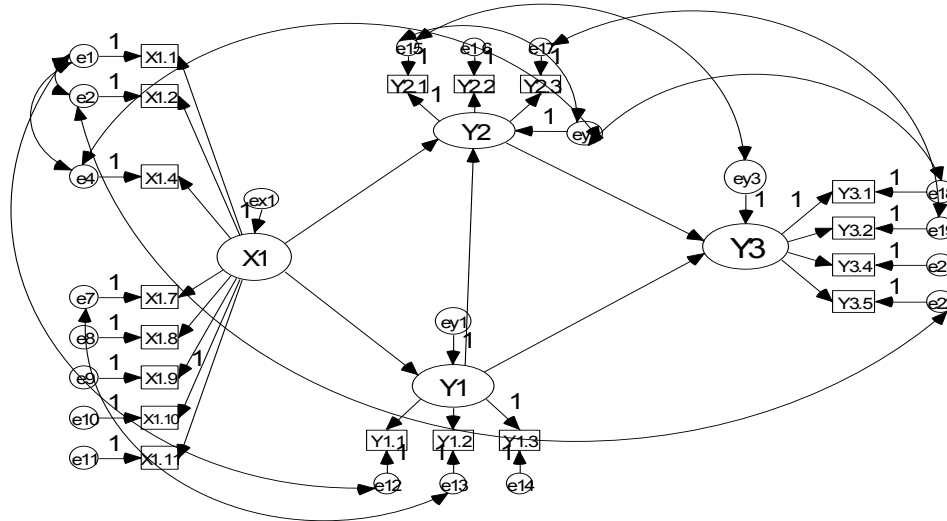 e1 1 X1.1
e2 1 X1.2
e4 1 X1.4
e7 1 X1.7
e8 1 X1.8
e9 1 X1.9 1
e10 1 X1.10
e11 1 X1.11
ex1 1
X1
e15 e16 e17
1 1 1
Y2.1 Y2.2 Y2.3
1
Y2 1
ey3
1
Y3
1 Y3.1 1 e18
Y3.2 1 e19
Y3.4 1
Y3.5 1
ey1
1
Y1
1
Y1.1 Y1.2 Y1.3
1 1 1
e12 e13 e14